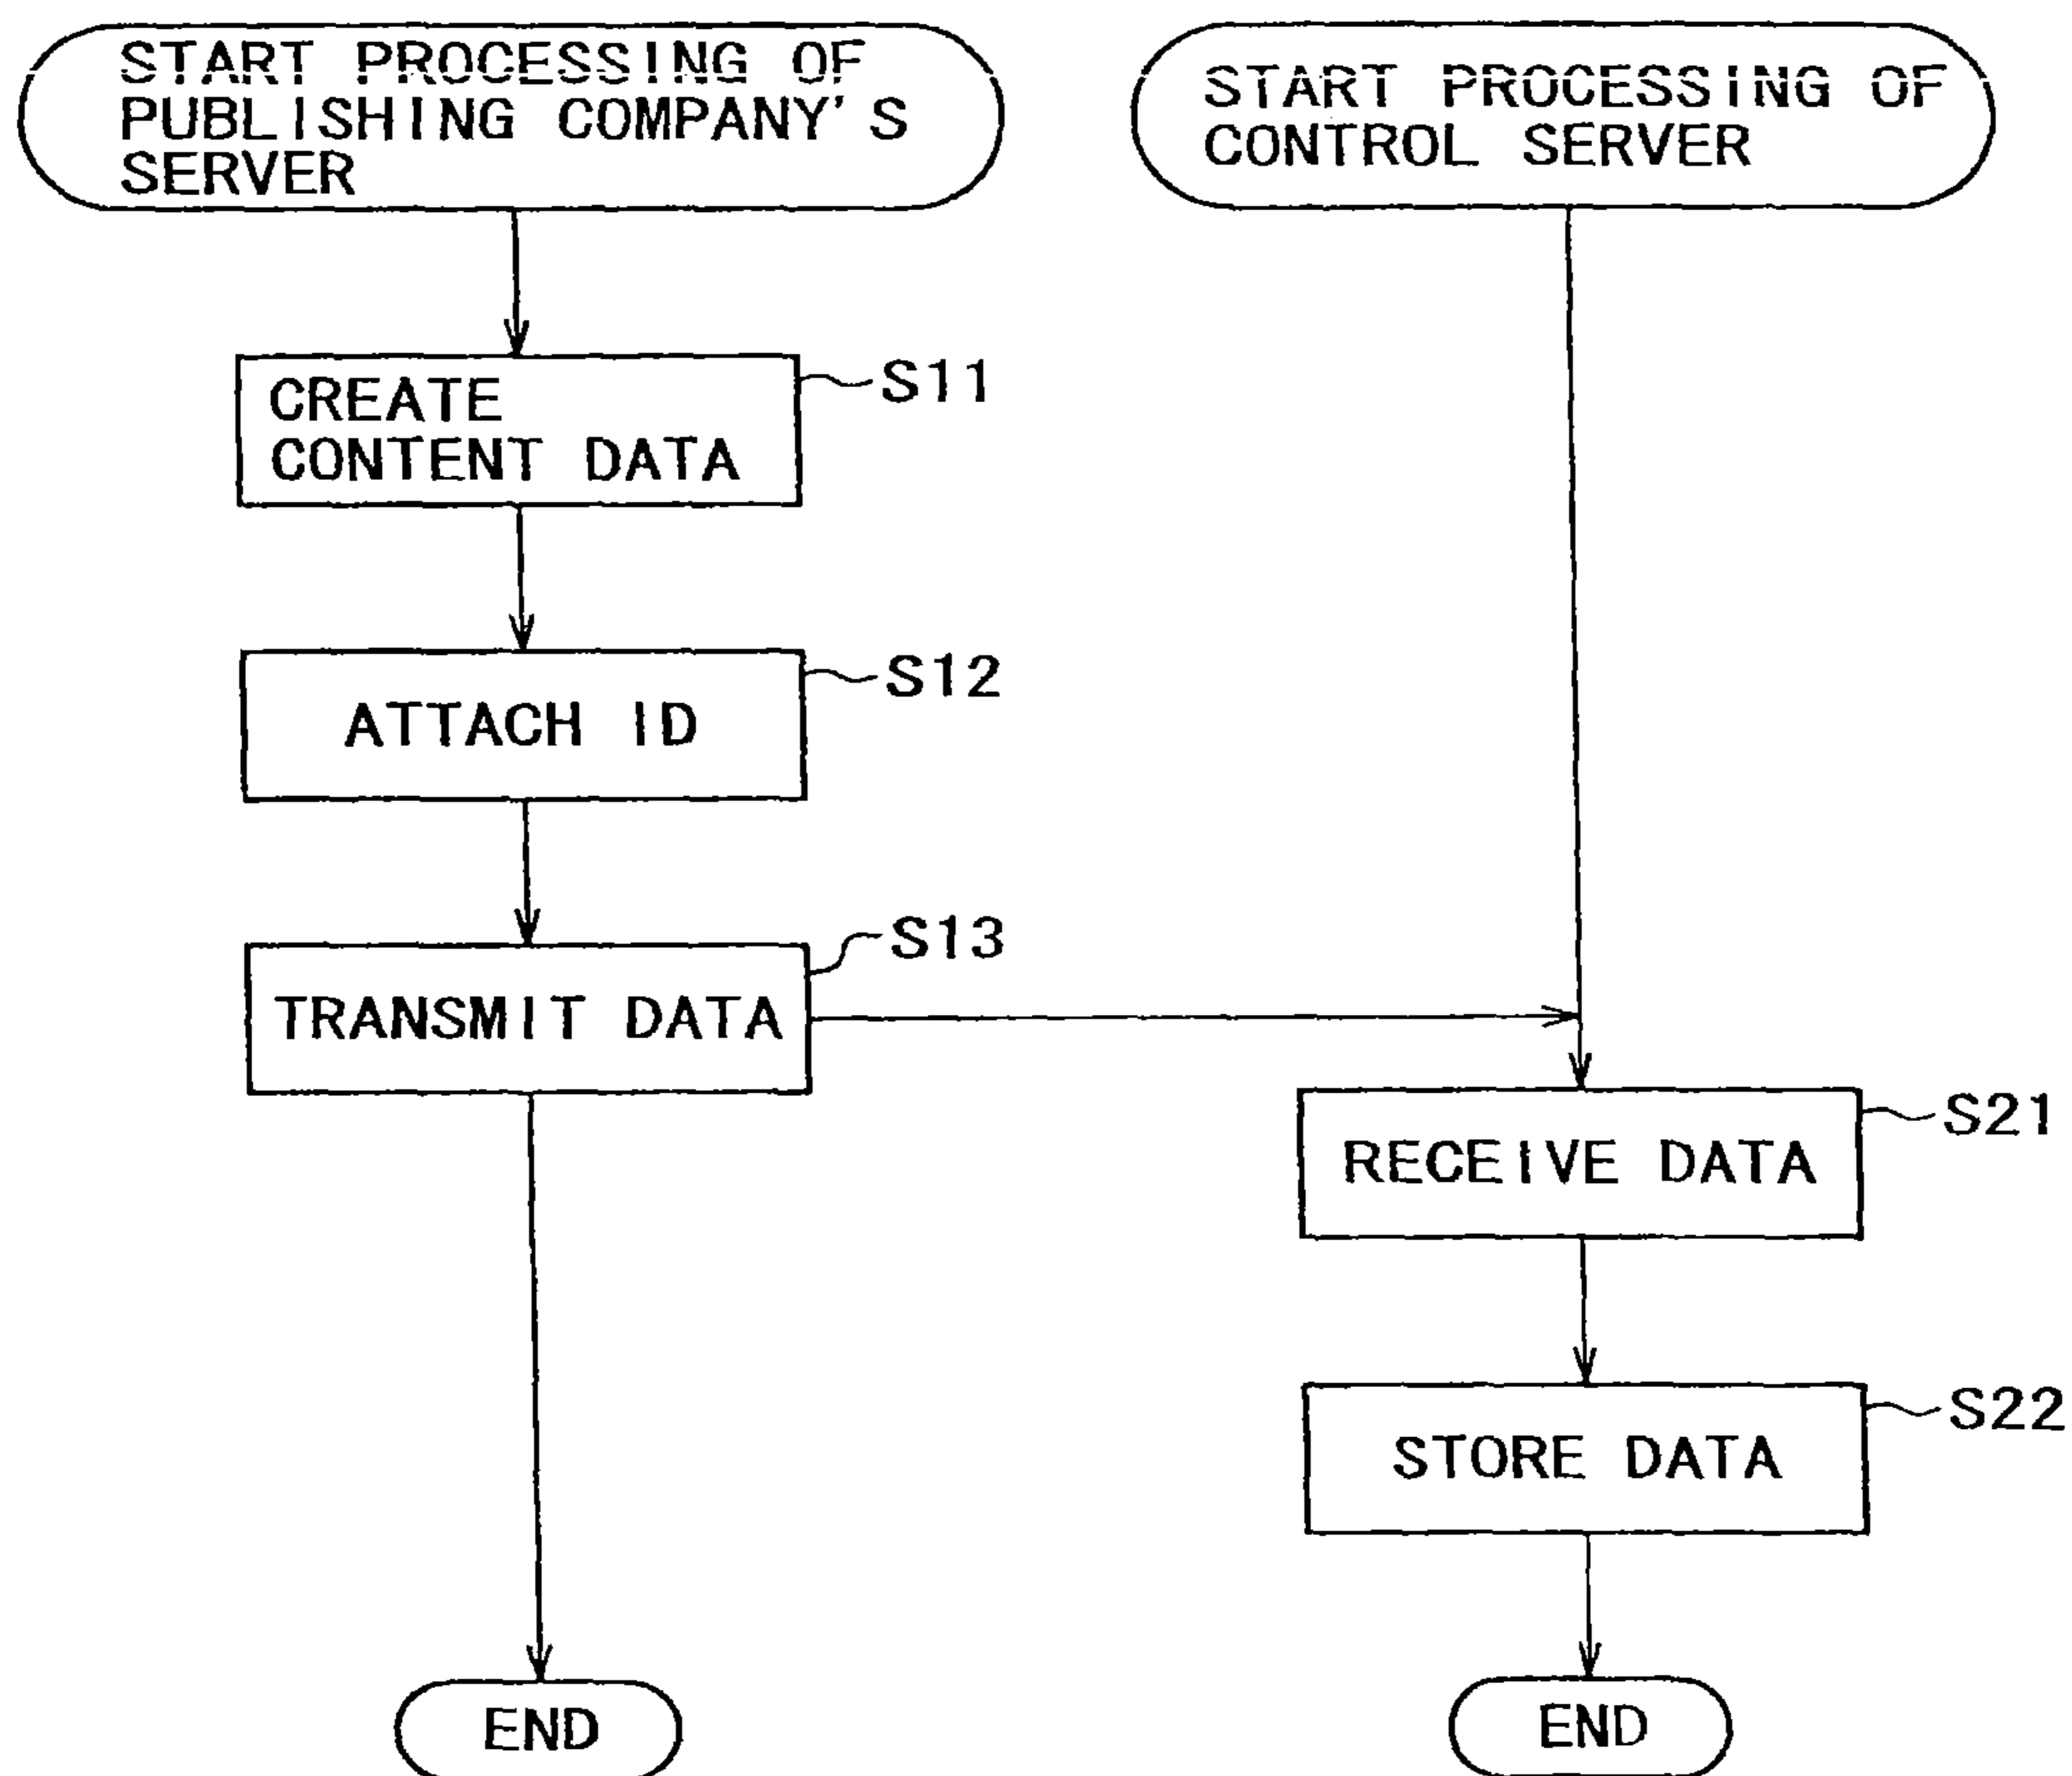 START PROCESSING OF
PUBLISHING COMPANY'S
SERVER
CREATE
CONTENT DATA
S11
ATTACH ID
S12
TRANSMIT DATA
S13
END
START PROCESSING OF
CONTROL SERVER
RECEIVE DATA
S21
STORE DATA
S22
END